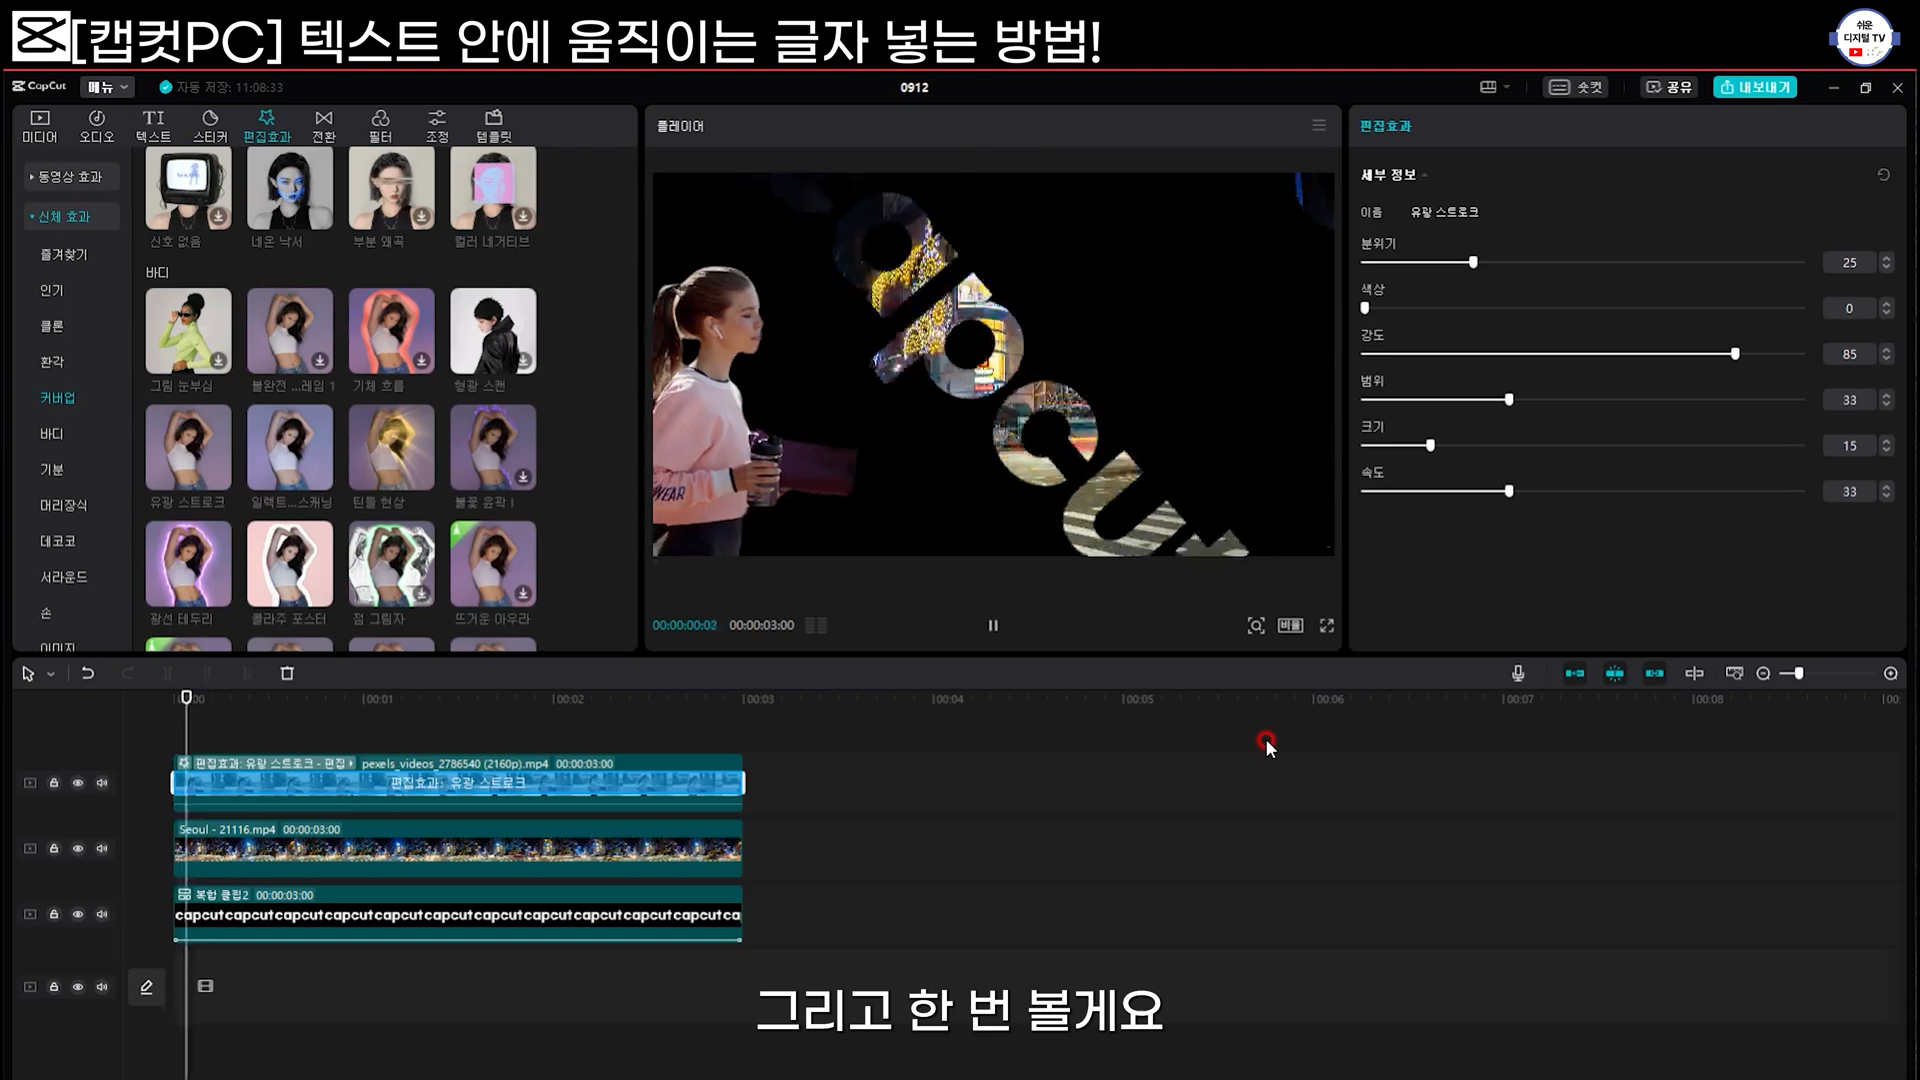 [캡컷PC] 텍스트 안에 움직이는 글자 넣는 방법!
쉬운
디지털 TV
CapCut
메뉴
자동 저장: 11:08:33
0912
숏컷
공유
내보내기
미디어
오디오
TI
텍스트
스티커
편집효과
전환
필터
조정
템플릿
플레이어
편집효과
동영상 효과
신체 효과
즐겨찾기
인기
클론
환각
커버업
바디
기분
머리장식
데코코
서라운드
손
이미지
신호 없음
네온 낙서
부분 왜곡
컬러 네거티브
바디
그림 눈부심
불완전 ...레임 1
기체 흐름
형광 스캔
유광 스트로크
일렉트...스캐닝
틴들 현상
불꽃 윤곽 I
광선 테두리
콜라주 포스터
점 그림자
뜨거운 아우라
capcut
WEAR
00:00:00:02
00:00:03:00
비율
세부 정보
이름
유광 스트로크
분위기
25
색상
0
강도
85
범위
33
크기
15
속도
33
00:00
00:01
00:02
00:03
00:04
00:05
00:06
00:07
00:08
00:
편집효과: 유광 스트로크 - 편집
pexels_videos_2786540 (2160p).mp4
00:00:03:00
편집효과: 유광 스트로크
Seoul - 21116.mp4
00:00:03:00
복합 클립2
00:00:03:00
capcutcapcutcapcutcapcutcapcutcapcutcapcutcapcutcapcutcapcutcapcutca
그리고 한 번 볼게요